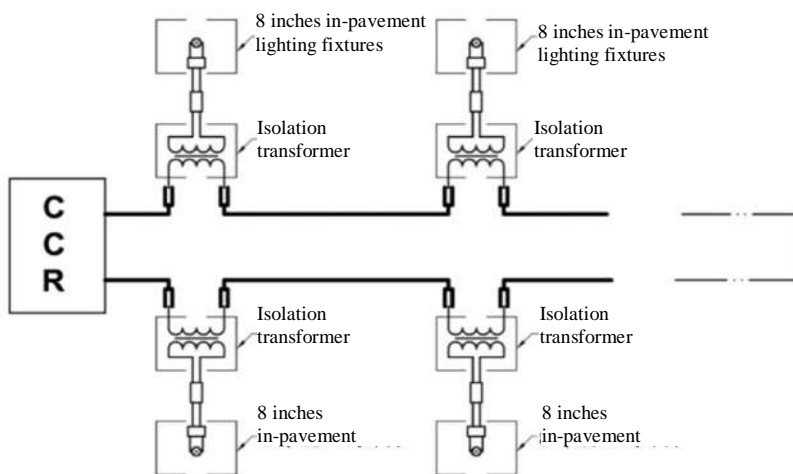 8 inches in-pavement
lighting fixtures
8 inches in-pavement
lighting fixtures
Isolation
transformer
Isolation
transformer
C
C
R
Isolation
transformer
Isolation
transformer
8 inches
in-pavement
8 inches
in-pavement